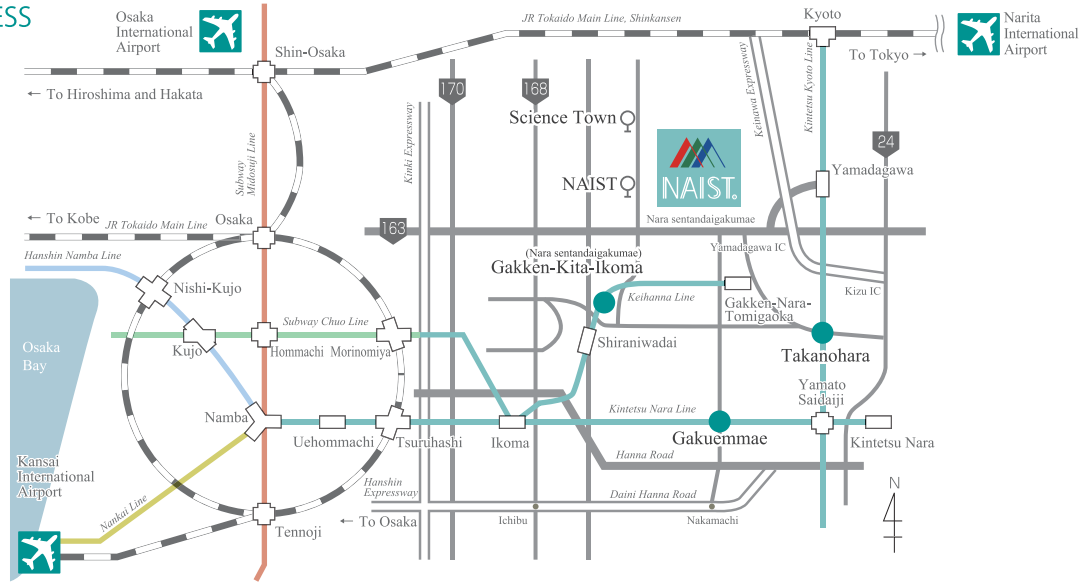 ESS
Osaka
International
Airport
JR Tokaido Main Line, Shinkansen
Kyoto
Narita
International
Airport
To Tokyo →
Shin-Osaka
← To Hiroshima and Hakata
Subway
Midosuji Line
Kinki Expressway
170
168
Science Town
NAIST
NAIST®
Nara sentandaigakumae
Keinawa Expressway
Kintetsu Kyoto Line
24
Yamadagawa
← To Kobe
JR Tokaido Main Line
Osaka
163
Yamadagawa IC
Hanshin Namba Line
Nishi-Kujo
(Nara sentandaigakumae)
Gakken-Kita-Ikoma
Keihanna Line
Gakken-Nara-
Tomigaoka
Kizu IC
Osaka
Bay
Subway Chuo Line
Kujo
Hommachi
Morinomiya
Shiraniwadai
Takanohara
Yamato
Saidaiji
Namba
Uehommachi
Tsuruhashi
Ikoma
Kintetsu Nara Line
Gakuemmae
Kintetsu Nara
Hanna Road
Kansai
International
Airport
Nankai Line
Hanshin
Expressway
Daini Hanna Road
← To Osaka
Ichibu
Nakamachi
Tennoji
N